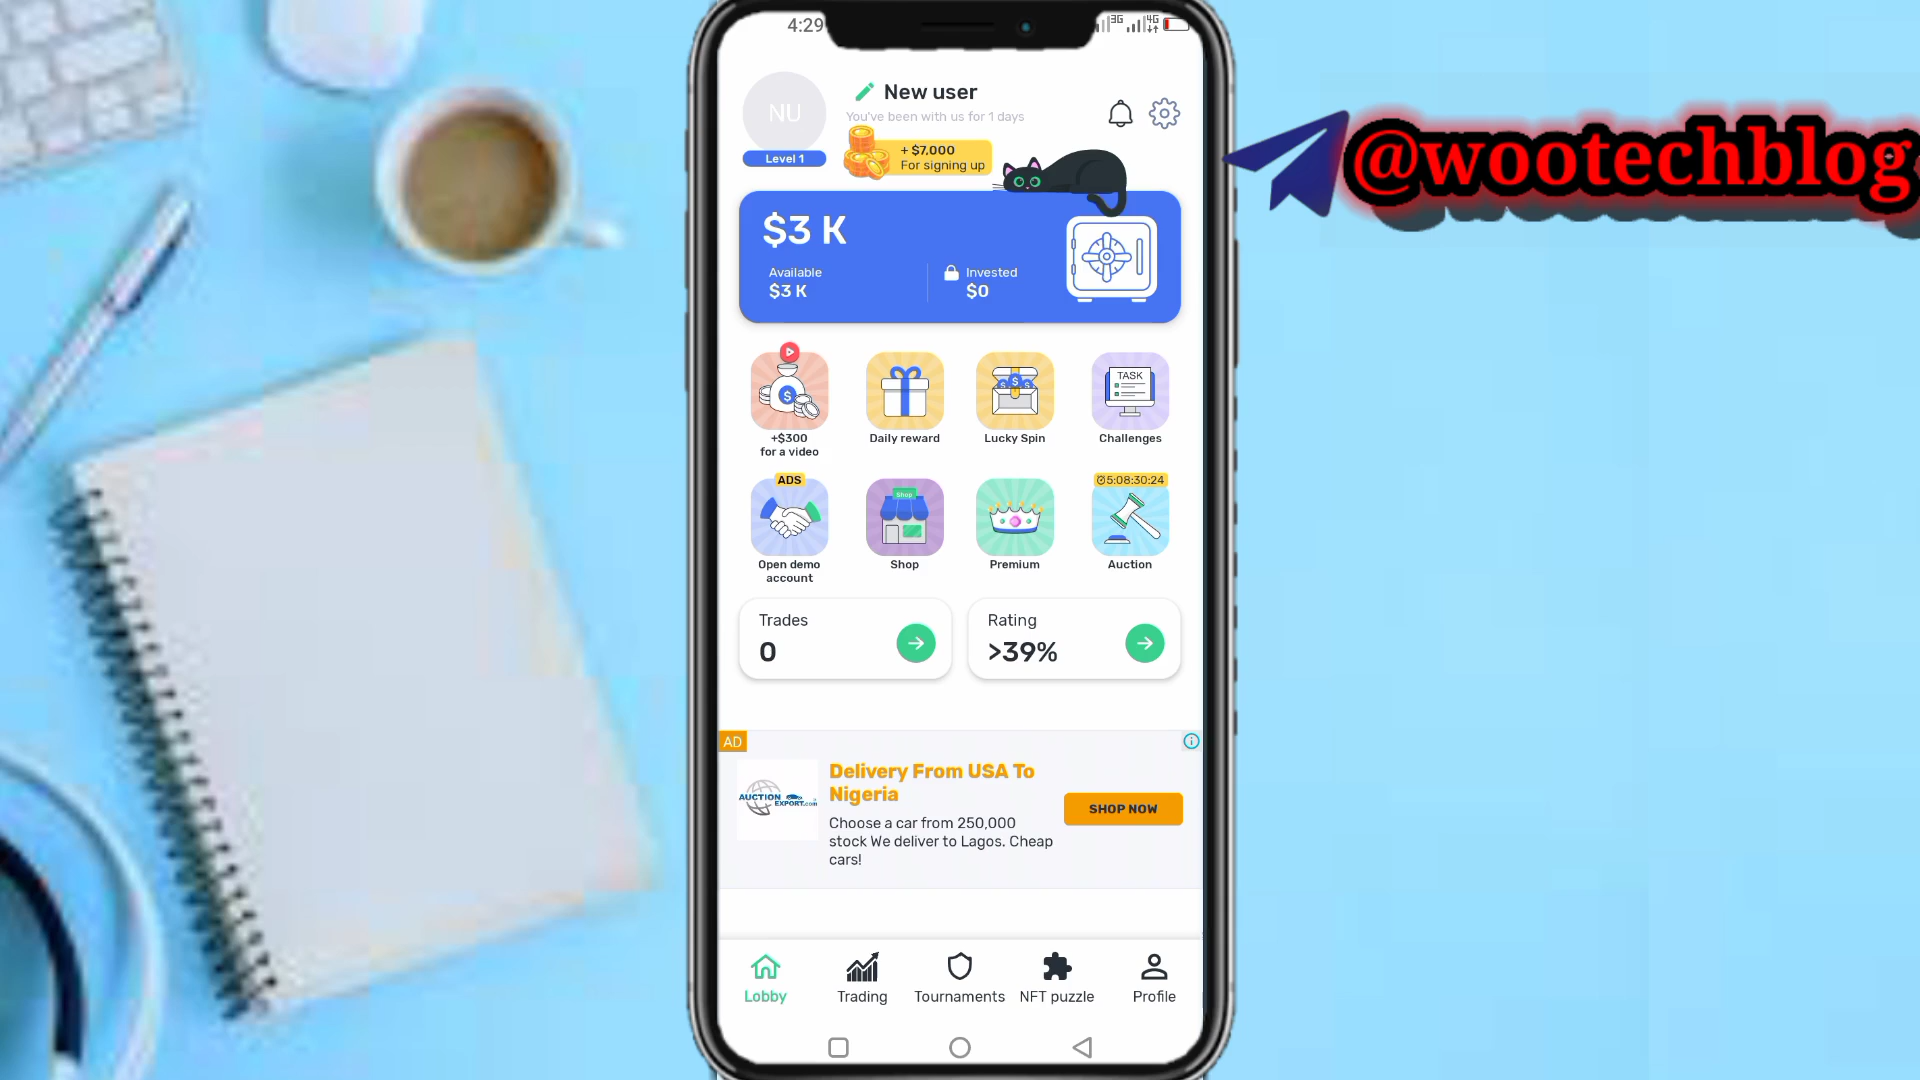 4:29
3G
4G
@wootechblog
NU
New user
You've been with us for 1 days
Level 1
+ $7,000
For signing up
$3 K
Available
$3 K
Invested
$0
+$300
for a video
Daily reward
Lucky Spin
TASK
Challenges
ADS
Open demo
account
Shop
Shop
Premium
5:08:30:24
Auction
Trades
0
Rating
>39%
AD
AUCTION
EXPORT.com
Delivery From USA To
Nigeria
Choose a car from 250,000
stock We deliver to Lagos. Cheap
cars!
SHOP NOW
Lobby
Trading
Tournaments
NFT puzzle
Profile